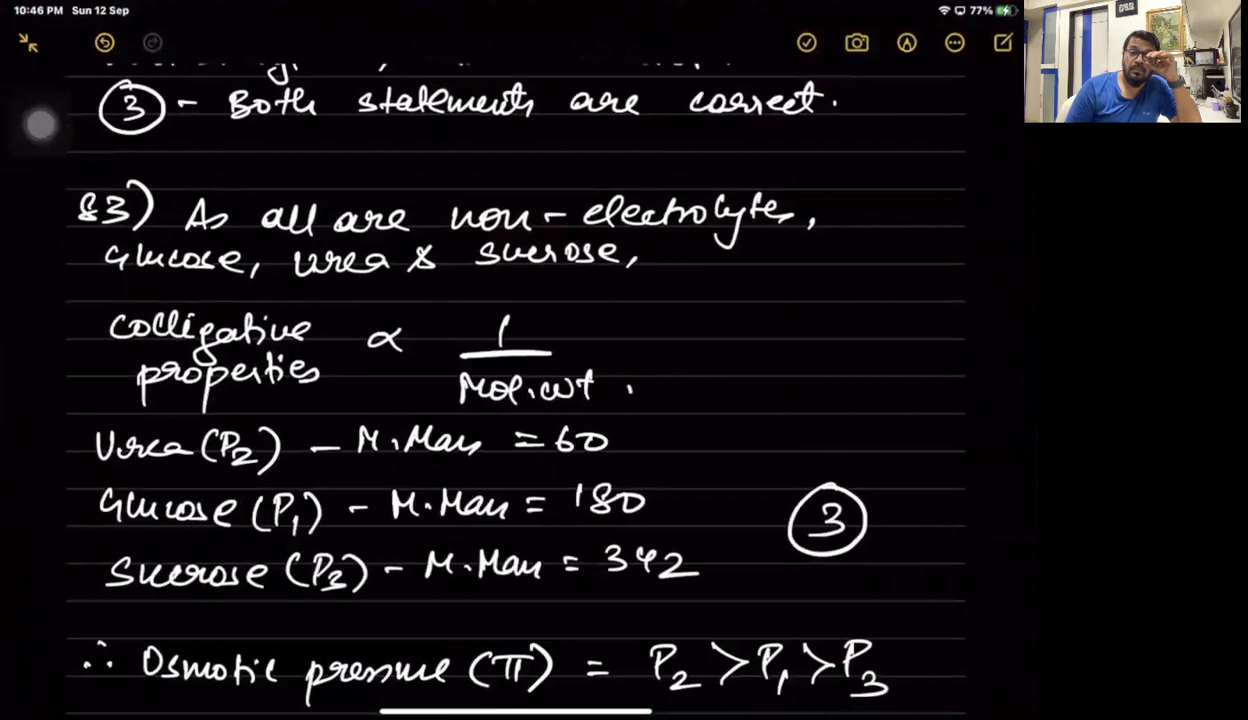 10:46 PM Sun 12 Sep 77%
③ - Both statements are correct.
83) As all are non-electrolytes,
Glucose, urea & sucrose,
colligative properties ∝ 1 / Mol.wt.
Urea (P2) - M.Mass = 60
Glucose (P1) - M.Mass = 180
③
Sucrose (P3) - M.Mass = 342
∴ Osmotic pressure (π) = P2 > P1 > P3